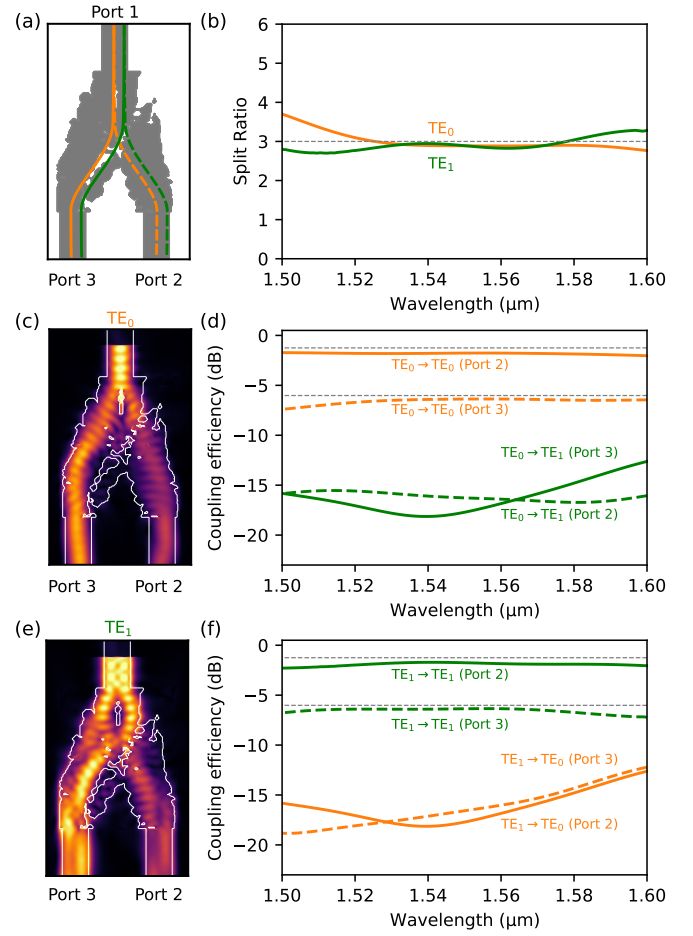 (a)
Port 1
Port 3
Port 2
(b)
Split Ratio
6
5
4
3
2
1
0
TE₀
TE₁
1.50
1.52
1.54
1.56
1.58
1.60
Wavelength (μm)
(c)
TE₀
Port 3
Port 2
(d)
Coupling efficiency (dB)
0
−5
−10
−15
−20
TE₀→TE₀ (Port 2)
TE₀→TE₀ (Port 3)
TE₀→TE₁ (Port 3)
TE₀→TE₁ (Port 2)
1.50
1.52
1.54
1.56
1.58
1.60
Wavelength (μm)
(e)
TE₁
Port 3
Port 2
(f)
Coupling efficiency (dB)
0
−5
−10
−15
−20
TE₁→TE₁ (Port 2)
TE₁→TE₁ (Port 3)
TE₁→TE₀ (Port 3)
TE₁→TE₀ (Port 2)
1.50
1.52
1.54
1.56
1.58
1.60
Wavelength (μm)